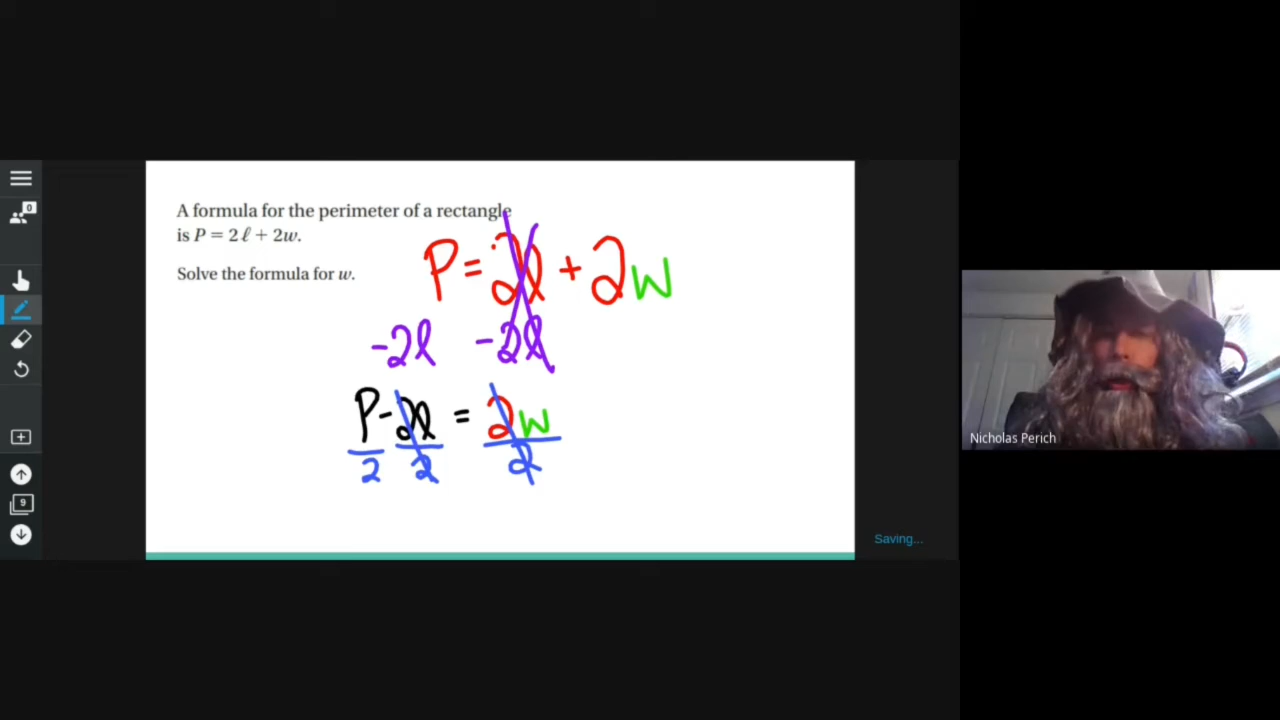 0
A formula for the perimeter of a rectangle
is P = 2ℓ + 2w.
Solve the formula for w.
P = 2ℓ + 2w
-2ℓ -2ℓ
P - 2ℓ = 2w
2 2 2
9
Saving...
Nicholas Perich